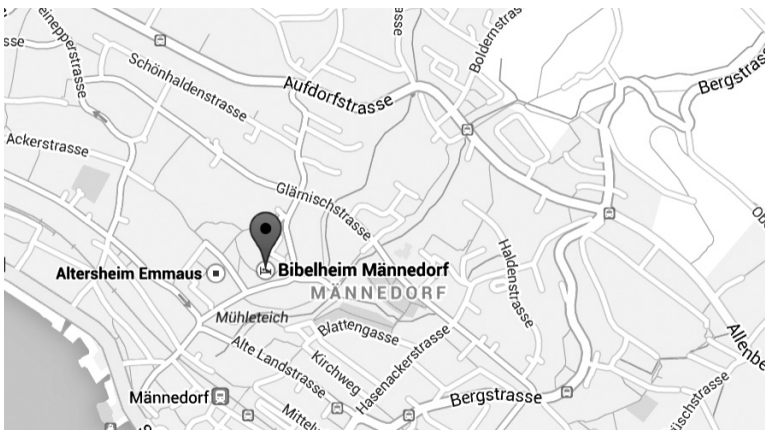 Boldernstr
Bergstrasse
Schönhaldenstrasse
Aufdorfstrasse
Ackerstrasse
Glärnischstrasse
Haldenstrasse
Altersheim Emmaus
Bibelheim Männedorf
MÄNNEDORF
Mühleteich
Blattengasse
Alte Landstrasse
Kirchweg
Hasenackerstrasse
Bergstrasse
Männedorf